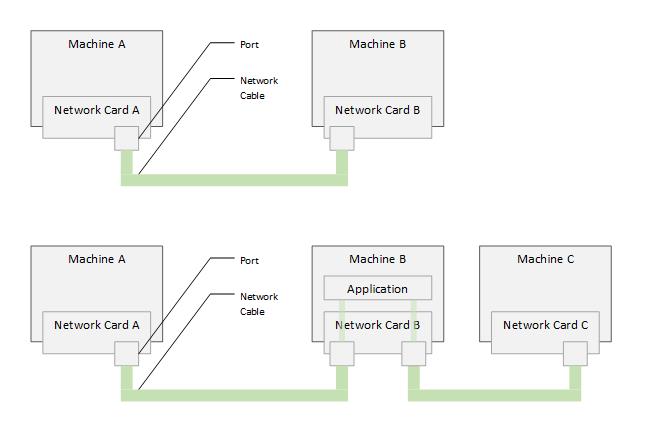 Machine A
Port
Machine B
Network
Cable
Network Card A
Network Card B
Machine A
Port
Machine B
Machine C
Application
Network
Cable
Network Card A
Network Card B
Network Card C